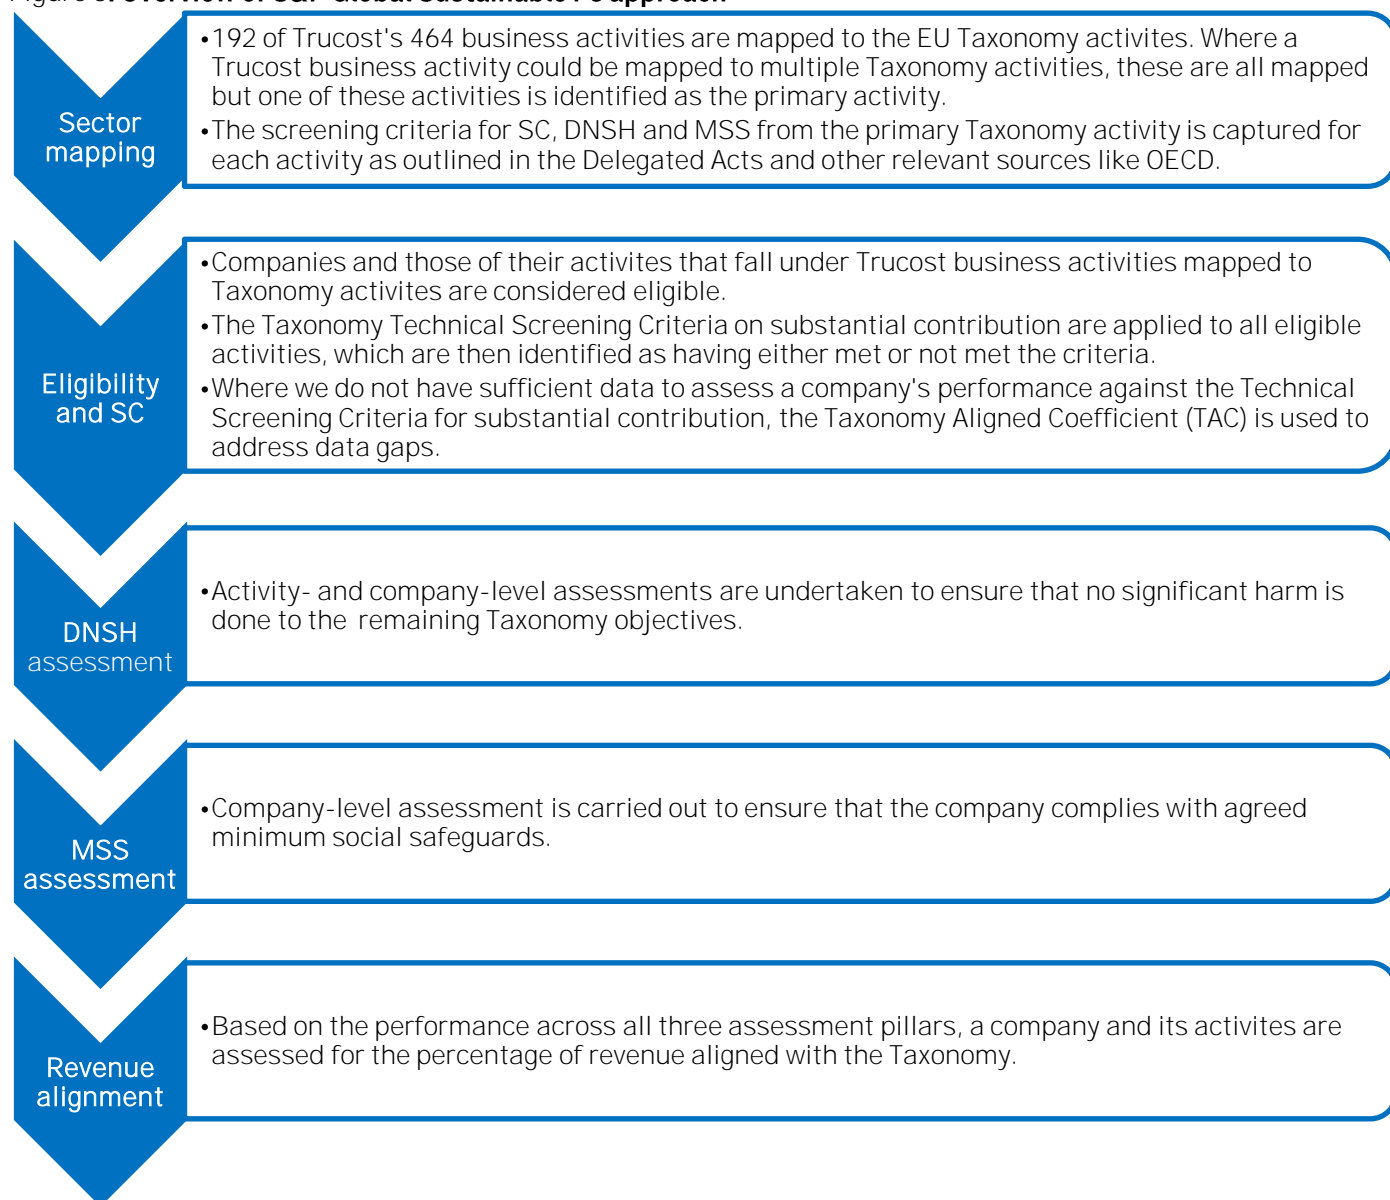 Overview of S&P Global Sustainable1's approach
Sector
mapping
•192 of Trucost's 464 business activities are mapped to the EU Taxonomy activites. Where a
Trucost business activity could be mapped to multiple Taxonomy activities, these are all mapped
but one of these activities is identified as the primary activity.
•The screening criteria for SC, DNSH and MSS from the primary Taxonomy activity is captured for
each activity as outlined in the Delegated Acts and other relevant sources like OECD.
Eligibility
and SC
•Companies and those of their activites that fall under Trucost business activities mapped to
Taxonomy activites are considered eligible.
•The Taxonomy Technical Screening Criteria on substantial contribution are applied to all eligible
activities, which are then identified as having either met or not met the criteria.
•Where we do not have sufficient data to assess a company's performance against the Technical
Screening Criteria for substantial contribution, the Taxonomy Aligned Coefficient (TAC) is used to
address data gaps.
DNSH
assessment
•Activity- and company-level assessments are undertaken to ensure that no significant harm is
done to the remaining Taxonomy objectives.
MSS
assessment
•Company-level assessment is carried out to ensure that the company complies with agreed
minimum social safeguards.
Revenue
alignment
•Based on the performance across all three assessment pillars, a company and its activites are
assessed for the percentage of revenue aligned with the Taxonomy.